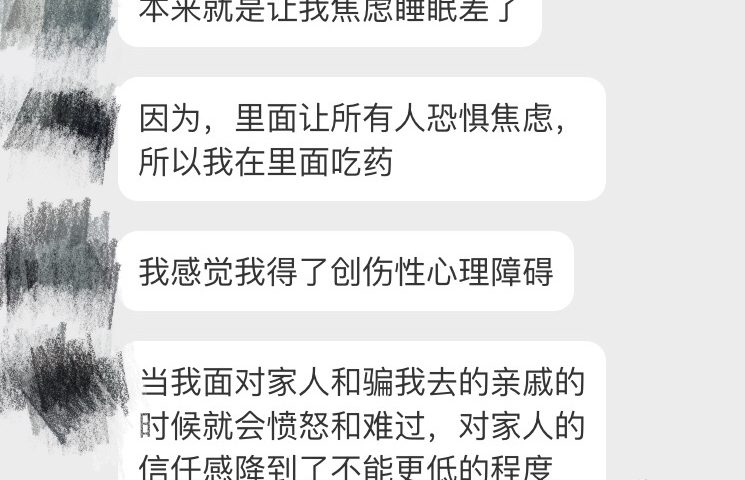 本来就是让我焦虑睡眠差了
因为，里面让所有人恐惧焦虑，
所以我在里面吃药
我感觉我得了创伤性心理障碍
当我面对家人和骗我去的亲戚的
时候就会愤怒和难过，对家人的
信任感降到了不能更低的程度